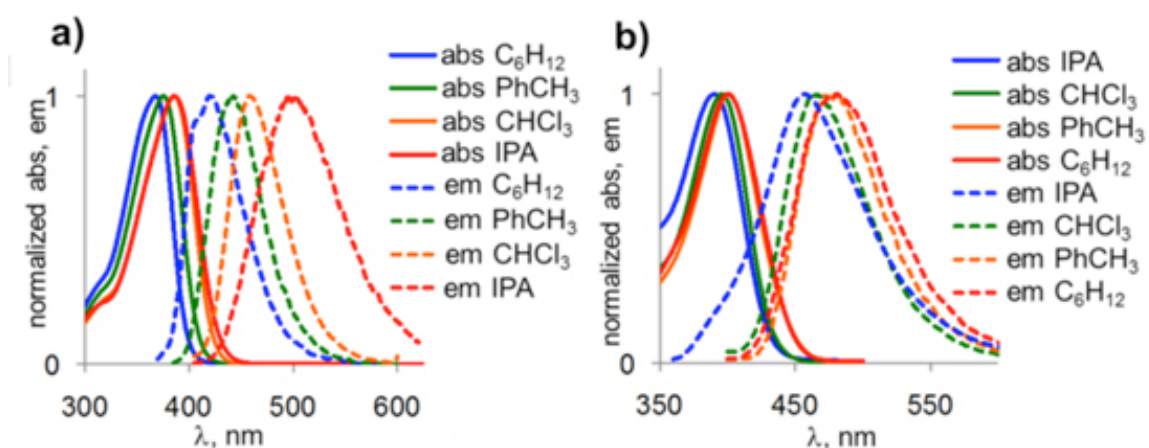 a)
normalized abs, em
1
0
300
400
500
600
λ, nm
abs C₆H₁₂
abs PhCH₃
abs CHCl₃
abs IPA
em C₆H₁₂
em PhCH₃
em CHCl₃
em IPA
b)
normalized abs, em
1
0
350
450
550
λ, nm
abs IPA
abs CHCl₃
abs PhCH₃
abs C₆H₁₂
em IPA
em CHCl₃
em PhCH₃
em C₆H₁₂